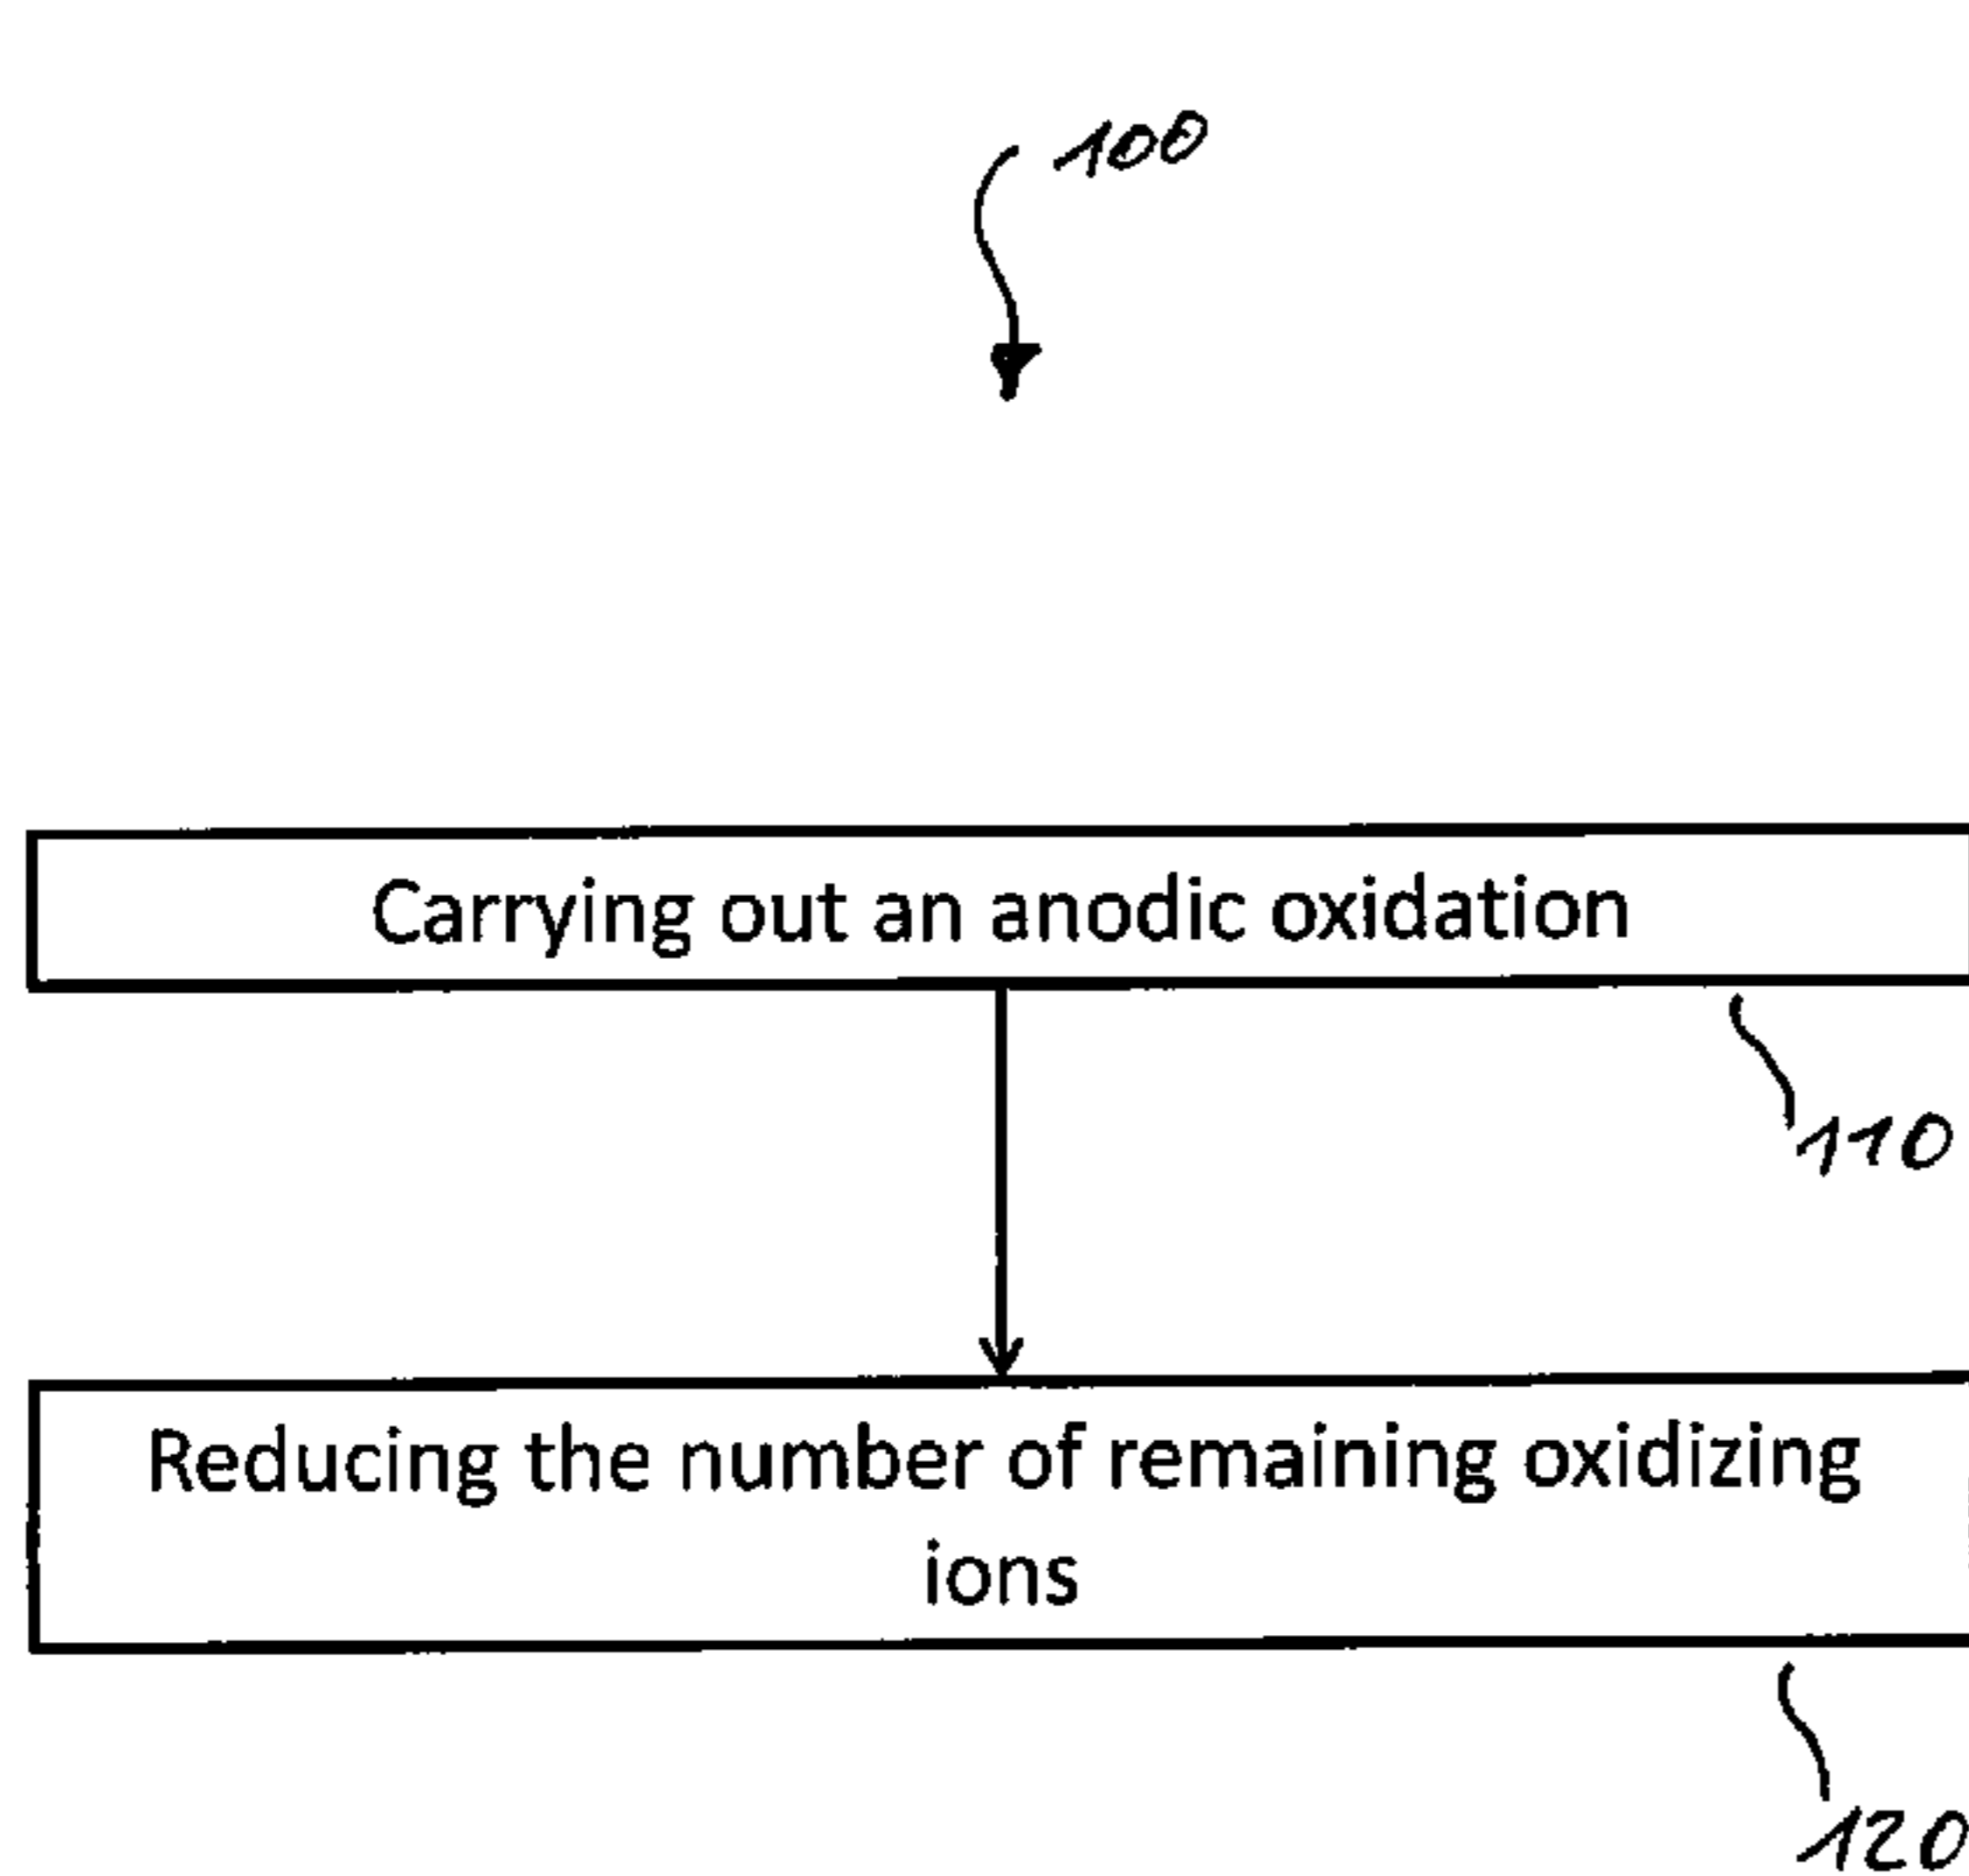 100
Carrying out an anodic oxidation
110
Reducing the number of remaining oxidizing
ions
120